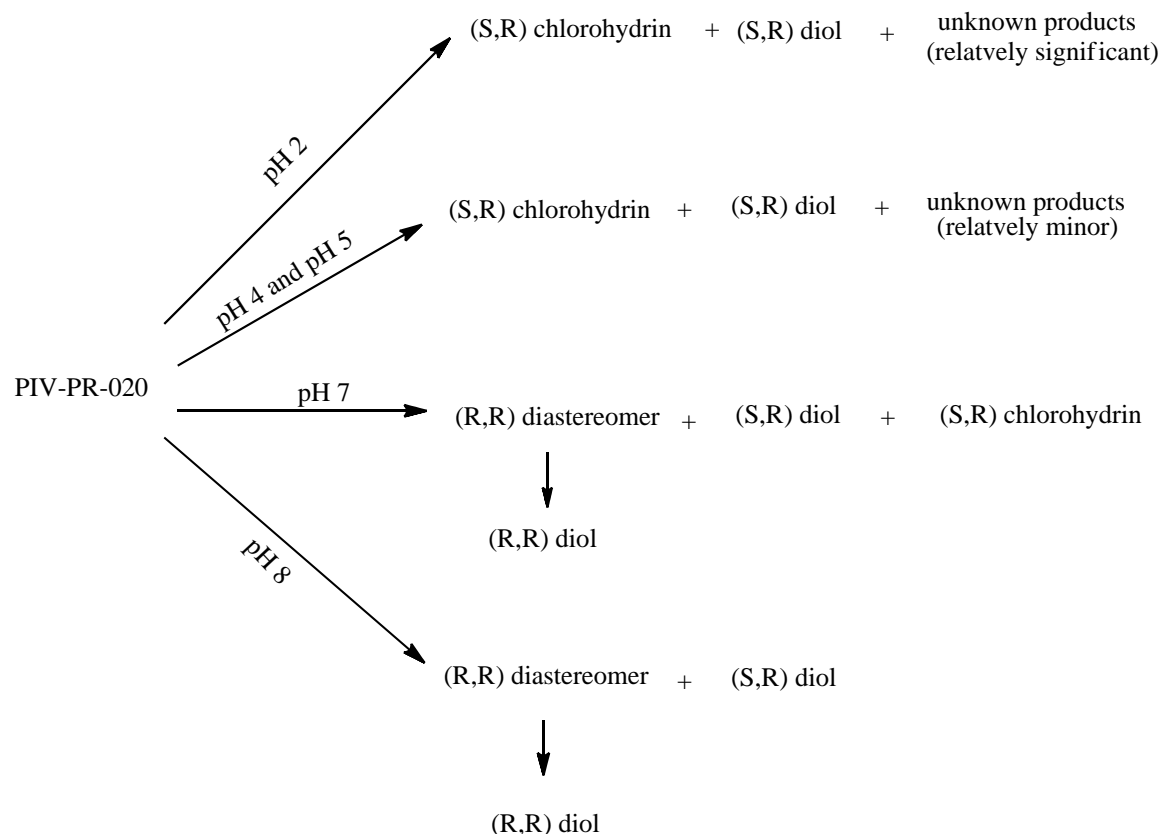 (S,R) chlorohydrin + (S,R) diol + unknown products
(relatvely significant)
pH 2
(S,R) chlorohydrin + (S,R) diol + unknown products
(relatvely minor)
pH 4 and pH 5
PIV-PR-020
pH 7
(R,R) diastereomer + (S,R) diol + (S,R) chlorohydrin
(R,R) diol
pH 8
(R,R) diastereomer + (S,R) diol
(R,R) diol